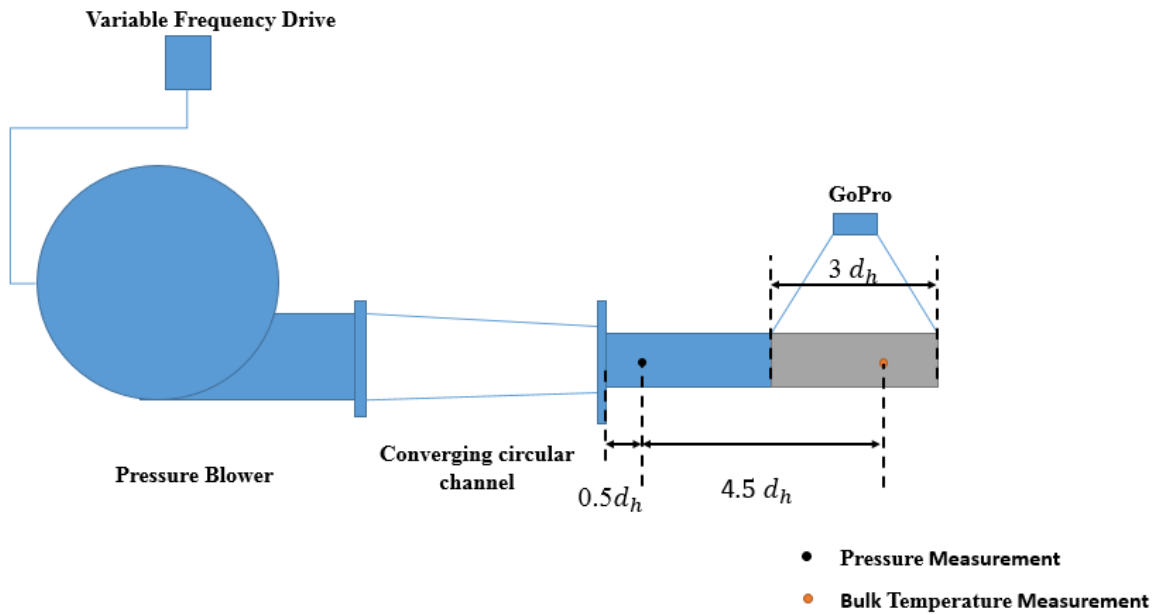 Variable Frequency Drive
GoPro
3 d_h
Converging circular
channel
Pressure Blower
0.5d_h
4.5 d_h
Pressure Measurement
Bulk Temperature Measurement